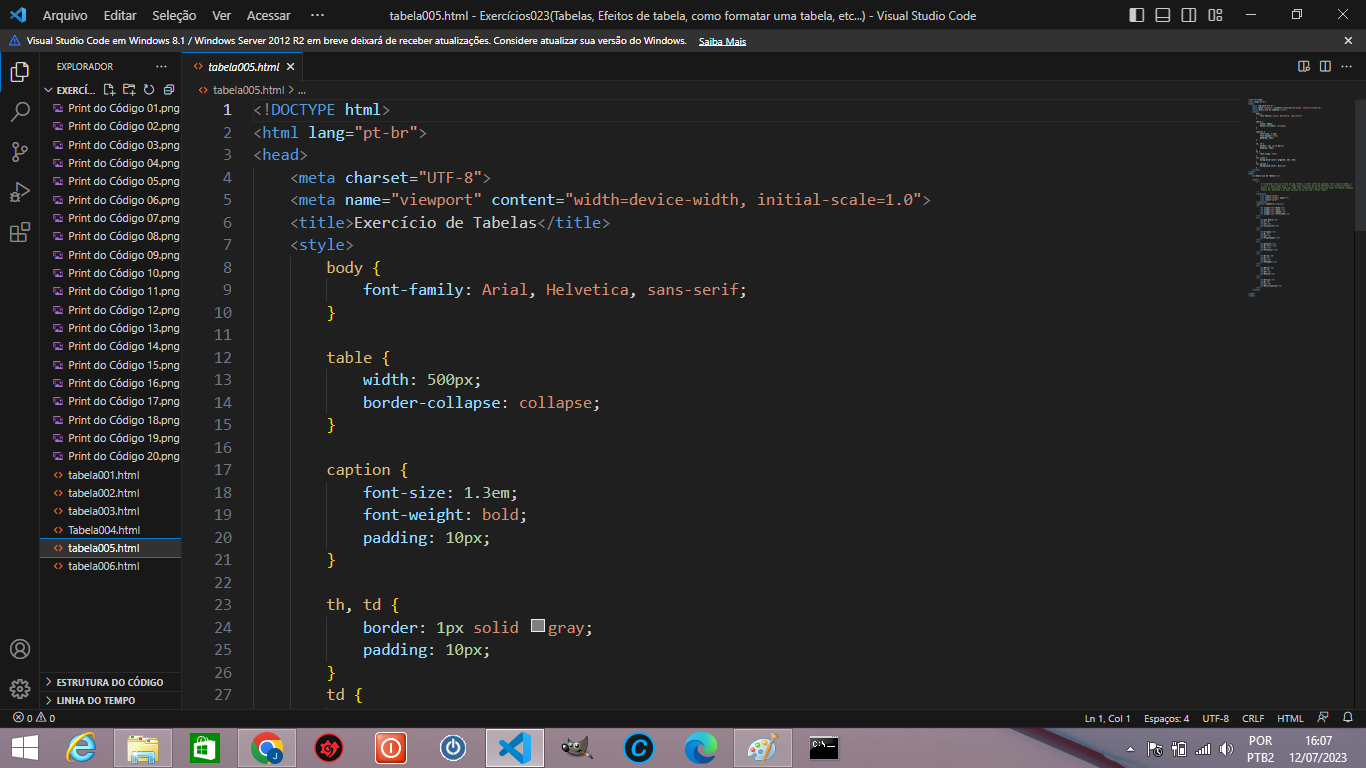 Arquivo Editar Seleção Ver Acessar ··· tabela005.html - Exercícios023(Tabelas, Efeitos de tabela, como formatar uma tabela, etc...) - Visual Studio Code
Visual Studio Code em Windows 8.1 / Windows Server 2012 R2 em breve deixará de receber atualizações. Considere atualizar sua versão do Windows. Saiba Mais
EXPLORADOR ···
EXERCÍ...
Print do Código 01.png
Print do Código 02.png
Print do Código 03.png
Print do Código 04.png
Print do Código 05.png
Print do Código 06.png
Print do Código 07.png
Print do Código 08.png
Print do Código 09.png
Print do Código 10.png
Print do Código 11.png
Print do Código 12.png
Print do Código 13.png
Print do Código 14.png
Print do Código 15.png
Print do Código 16.png
Print do Código 17.png
Print do Código 18.png
Print do Código 19.png
Print do Código 20.png
tabela001.html
tabela002.html
tabela003.html
Tabela004.html
tabela005.html
tabela006.html
ESTRUTURA DO CÓDIGO
LINHA DO TEMPO
tabela005.html
tabela005.html > ...
1 <!DOCTYPE html>
2 <html lang="pt-br">
3 <head>
4 <meta charset="UTF-8">
5 <meta name="viewport" content="width=device-width, initial-scale=1.0">
6 <title>Exercício de Tabelas</title>
7 <style>
8 body {
9 font-family: Arial, Helvetica, sans-serif;
10 }
11
12 table {
13 width: 500px;
14 border-collapse: collapse;
15 }
16
17 caption {
18 font-size: 1.3em;
19 font-weight: bold;
20 padding: 10px;
21 }
22
23 th, td {
24 border: 1px solid gray;
25 padding: 10px;
26 }
27 td {
0 0 Ln 1, Col 1 Espaços: 4 UTF-8 CRLF HTML
POR 16:07
PTB2 12/07/2023